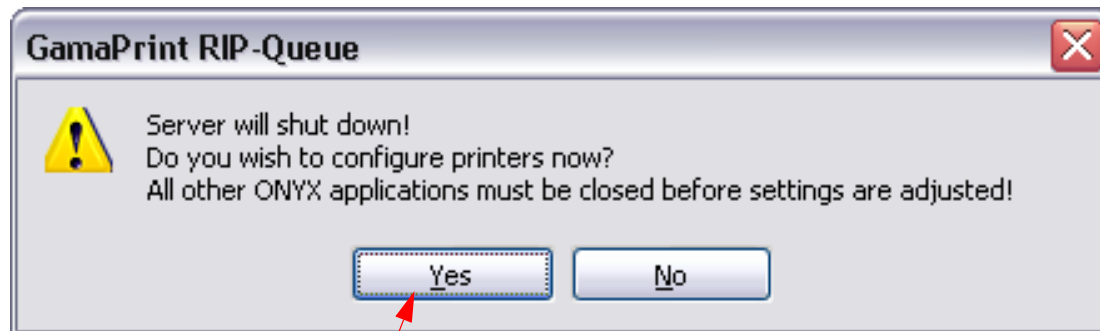 GamaPrint RIP-Queue
Server will shut down!
Do you wish to configure printers now?
All other ONYX applications must be closed before settings are adjusted!
Yes
No